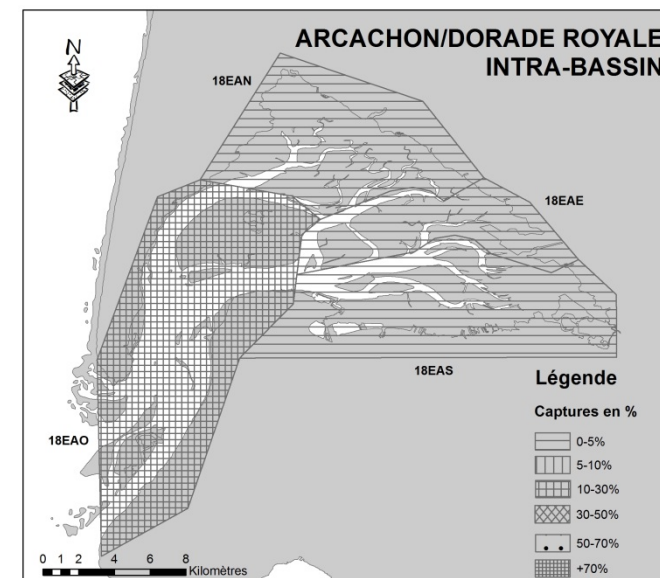 ARCACHON/DORADE ROYALE
INTRA-BASSIN
N
18EAN
18EAE
18EAS
18EAO
Légende
Captures en %
0-5%
5-10%
10-30%
30-50%
50-70%
+70%
0 1 2 4 6 8
Kilomètres